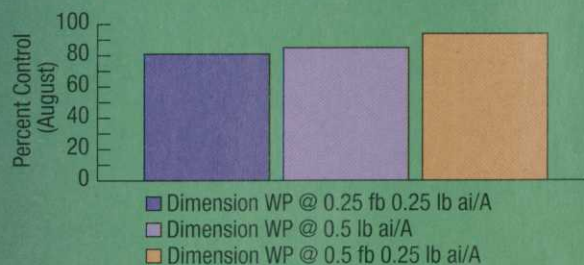 Percent Control
(August)
100
80
60
40
20
0
Dimension WP @ 0.25 fb 0.25 lb ai/A
Dimension WP @ 0.5 lb ai/A
Dimension WP @ 0.5 fb 0.25 lb ai/A